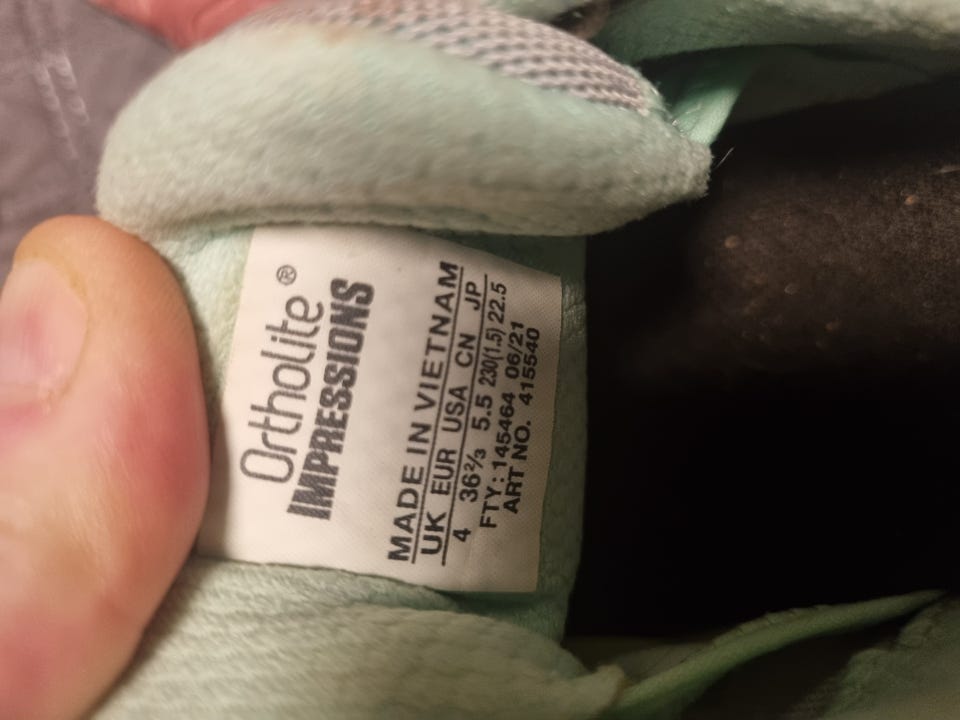 Ortholite®
IMPRESSIONS
MADE IN VIETNAM
UK EUR USA CN JP
4 36⅔ 5.5 230(1.5) 22.5
FTY: 145464 06/21
ART NO. 415540